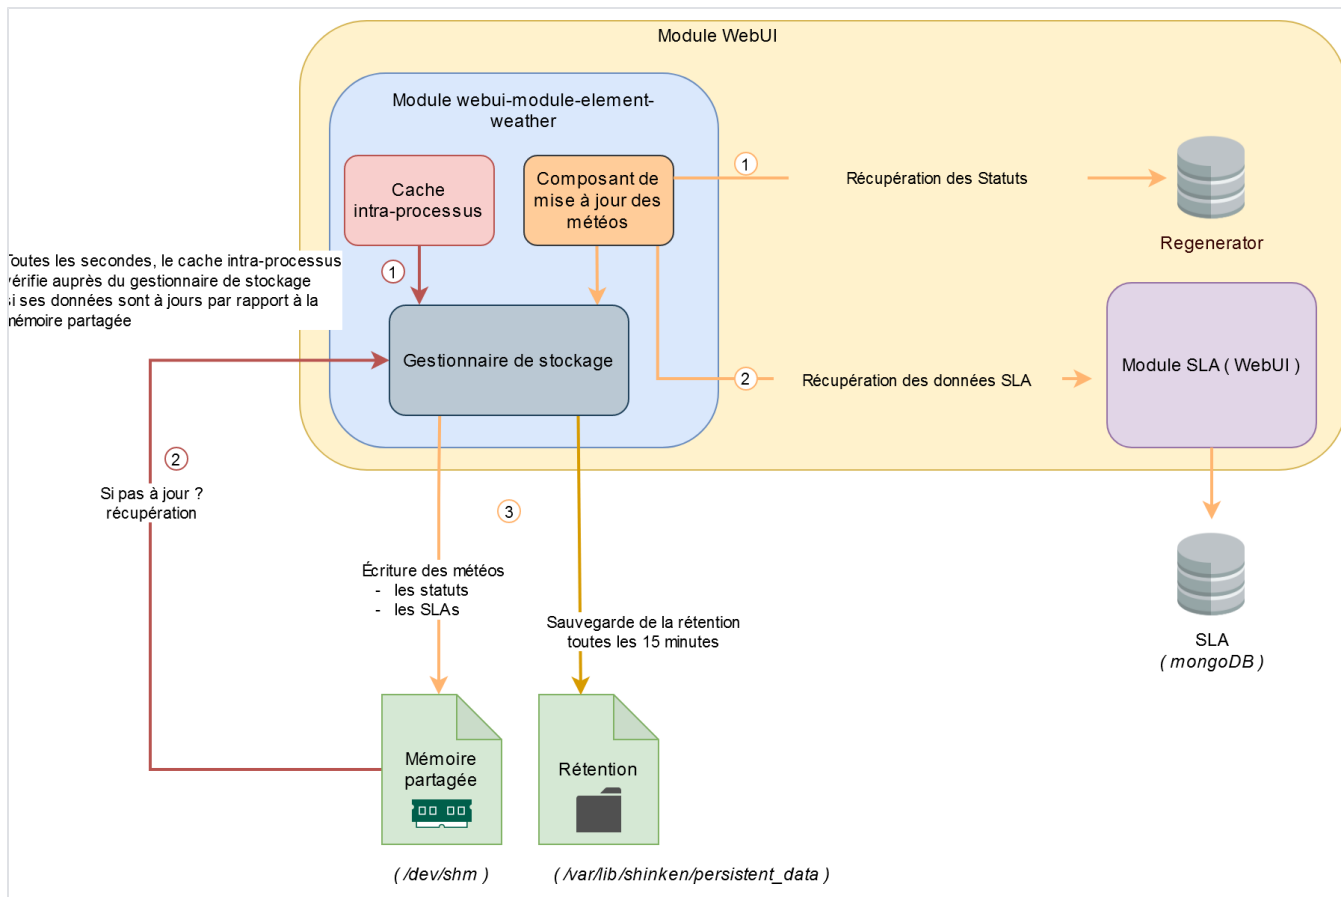 Module WebUI
Module webui-module-element-
weather
Cache
intra-processus
Composant de
mise à jour des
météos
1
Récupération des Statuts
Regenerator
Toutes les secondes, le cache intra-processus
vérifie auprès du gestionnaire de stockage
si ses données sont à jours par rapport à la
mémoire partagée
1
Gestionnaire de stockage
2
Récupération des données SLA
Module SLA ( WebUI )
2
Si pas à jour ?
récupération
3
Écriture des météos
- les statuts
- les SLAs
Sauvegarde de la rétention
toutes les 15 minutes
SLA
( mongoDB )
Mémoire
partagée
Rétention
( /dev/shm )
( /var/lib/shinken/persistent_data )